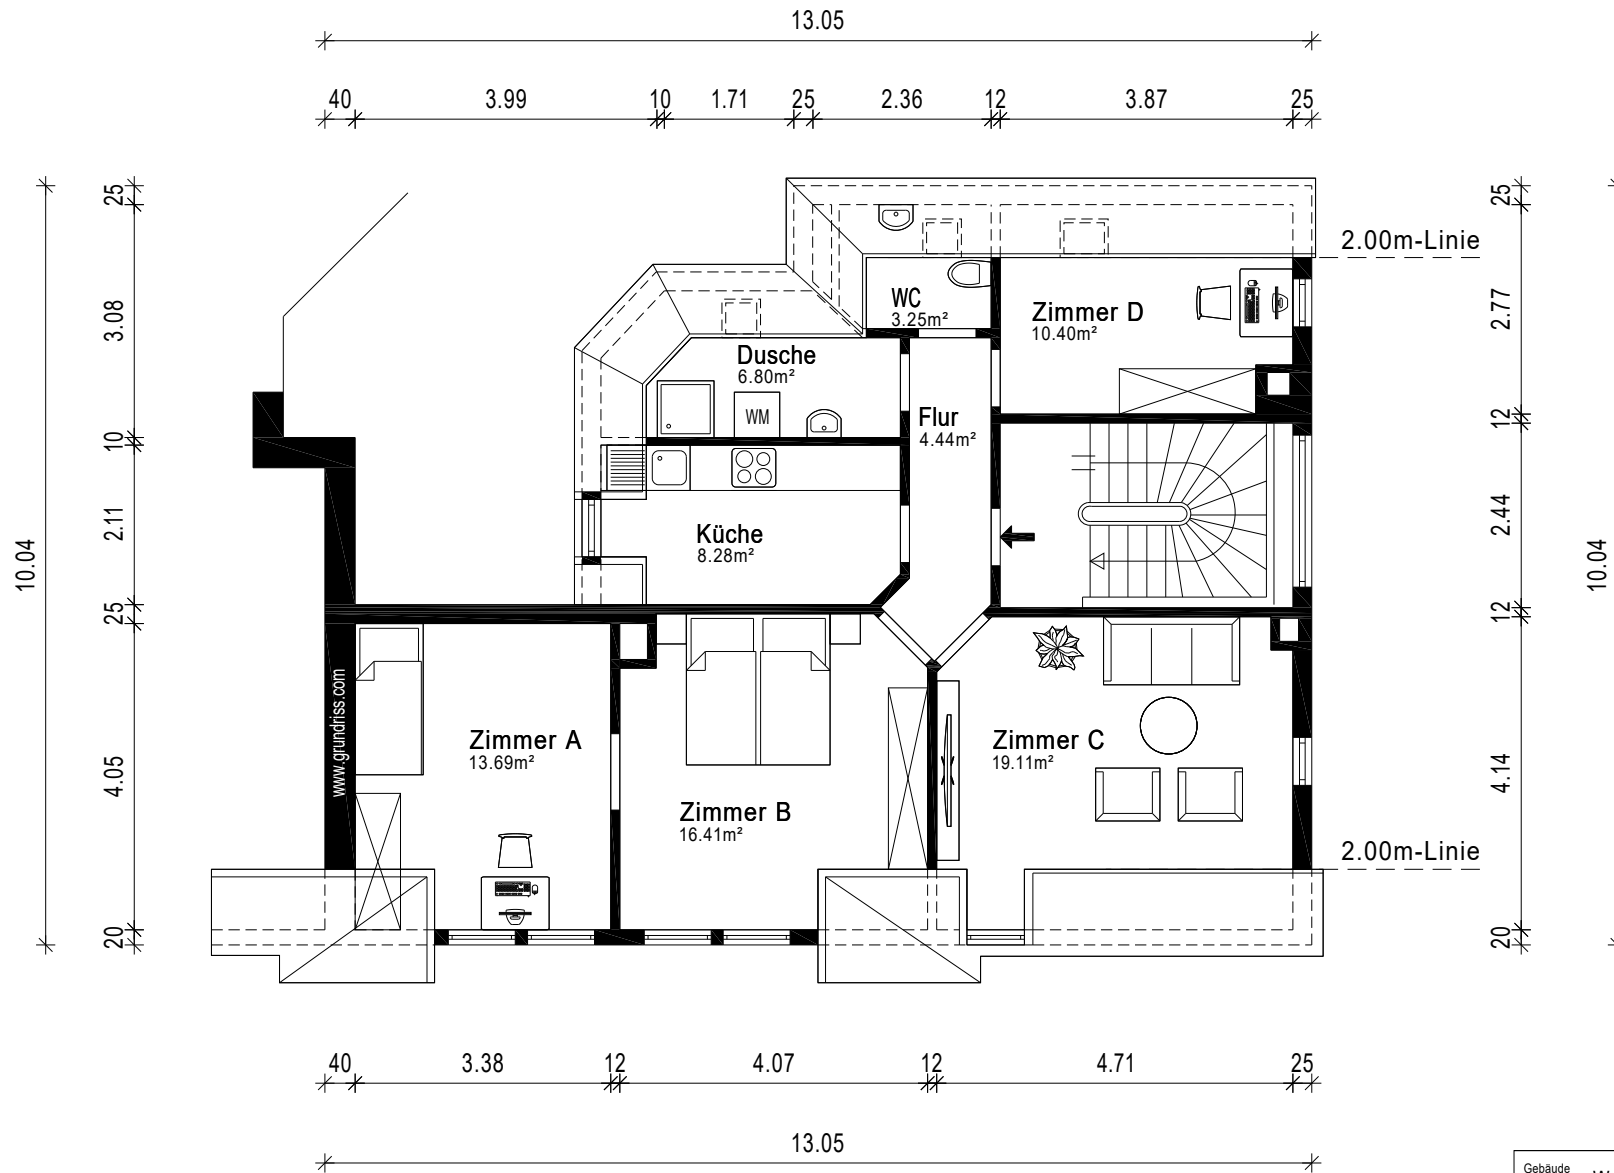 13.05
40 3.99 10 1.71 25 2.36 12 3.87 25
25
3.08
10
2.11
25
4.05
20
10.04
25
2.77
12
2.44
12
4.14
20
10.04
2.00m-Linie
WC
3.25m²
Zimmer D
10.40m²
Dusche
6.80m²
WM
Flur
4.44m²
Küche
8.28m²
www.grundriss.com
Zimmer A
13.69m²
Zimmer B
16.41m²
Zimmer C
19.11m²
2.00m-Linie
40 3.38 12 4.07 12 4.71 25
13.05
Gebäude